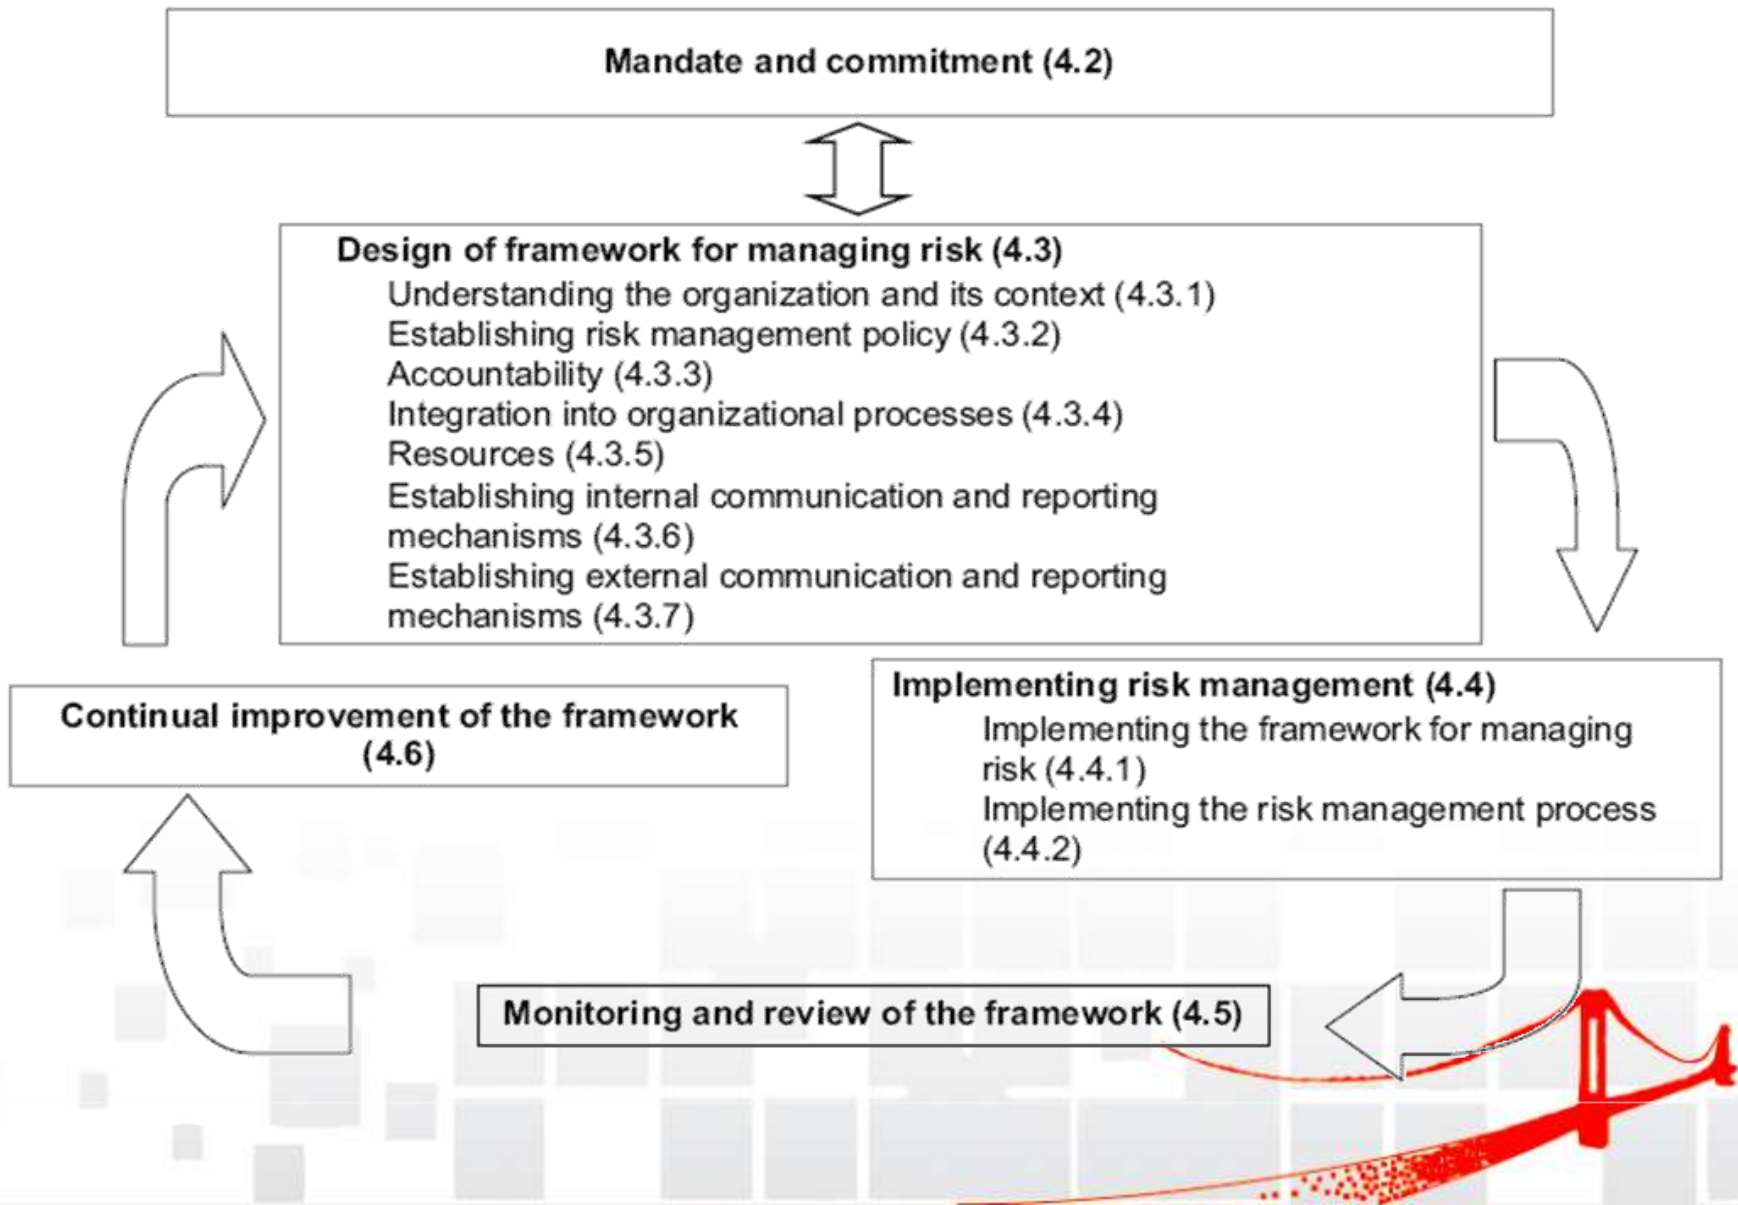 Mandate and commitment (4.2)
Design of framework for managing risk (4.3)
Understanding the organization and its context (4.3.1)
Establishing risk management policy (4.3.2)
Accountability (4.3.3)
Integration into organizational processes (4.3.4)
Resources (4.3.5)
Establishing internal communication and reporting
mechanisms (4.3.6)
Establishing external communication and reporting
mechanisms (4.3.7)
Implementing risk management (4.4)
Implementing the framework for managing
risk (4.4.1)
Implementing the risk management process
(4.4.2)
Continual improvement of the framework
(4.6)
Monitoring and review of the framework (4.5)